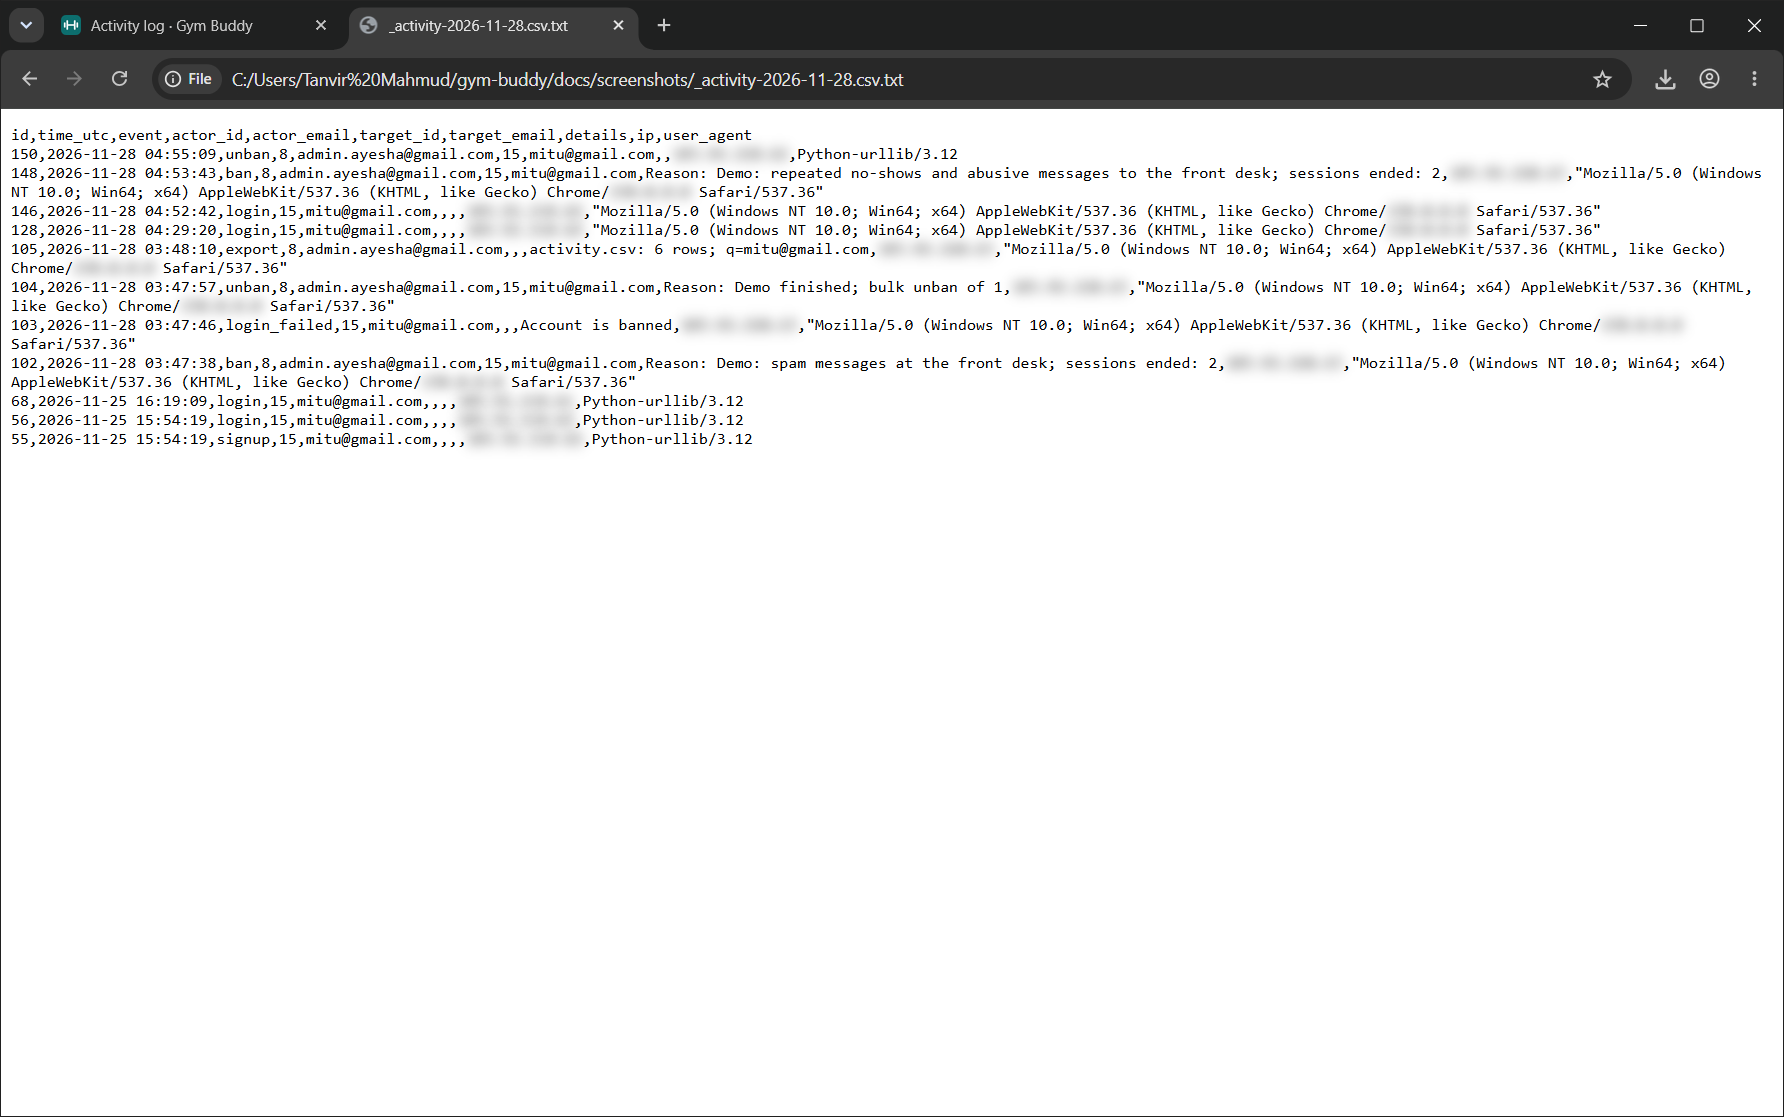 Activity log · Gym Buddy
_activity-2026-11-28.csv.txt
File
C:/Users/Tanvir%20Mahmud/gym-buddy/docs/screenshots/_activity-2026-11-28.csv.txt
id,time_utc,event,actor_id,actor_email,target_id,target_email,details,ip,user_agent
150,2026-11-28 04:55:09,unban,8,admin.ayesha@gmail.com,15,mitu@gmail.com,, ,Python-urllib/3.12
148,2026-11-28 04:53:43,ban,8,admin.ayesha@gmail.com,15,mitu@gmail.com,Reason: Demo: repeated no-shows and abusive messages to the front desk; sessions ended: 2, ,"Mozilla/5.0 (Windows
NT 10.0; Win64; x64) AppleWebKit/537.36 (KHTML, like Gecko) Chrome/ Safari/537.36"
146,2026-11-28 04:52:42,login,15,mitu@gmail.com,,,, ,"Mozilla/5.0 (Windows NT 10.0; Win64; x64) AppleWebKit/537.36 (KHTML, like Gecko) Chrome/ Safari/537.36"
128,2026-11-28 04:29:20,login,15,mitu@gmail.com,,,, ,"Mozilla/5.0 (Windows NT 10.0; Win64; x64) AppleWebKit/537.36 (KHTML, like Gecko) Chrome/ Safari/537.36"
105,2026-11-28 03:48:10,export,8,admin.ayesha@gmail.com,,,activity.csv: 6 rows; q=mitu@gmail.com, ,"Mozilla/5.0 (Windows NT 10.0; Win64; x64) AppleWebKit/537.36 (KHTML, like Gecko)
Chrome/ Safari/537.36"
104,2026-11-28 03:47:57,unban,8,admin.ayesha@gmail.com,15,mitu@gmail.com,Reason: Demo finished; bulk unban of 1, ,"Mozilla/5.0 (Windows NT 10.0; Win64; x64) AppleWebKit/537.36 (KHTML,
like Gecko) Chrome/ Safari/537.36"
103,2026-11-28 03:47:46,login_failed,15,mitu@gmail.com,,,Account is banned, ,"Mozilla/5.0 (Windows NT 10.0; Win64; x64) AppleWebKit/537.36 (KHTML, like Gecko) Chrome/
Safari/537.36"
102,2026-11-28 03:47:38,ban,8,admin.ayesha@gmail.com,15,mitu@gmail.com,Reason: Demo: spam messages at the front desk; sessions ended: 2, ,"Mozilla/5.0 (Windows NT 10.0; Win64; x64)
AppleWebKit/537.36 (KHTML, like Gecko) Chrome/ Safari/537.36"
68,2026-11-25 16:19:09,login,15,mitu@gmail.com,,,, ,Python-urllib/3.12
56,2026-11-25 15:54:19,login,15,mitu@gmail.com,,,, ,Python-urllib/3.12
55,2026-11-25 15:54:19,signup,15,mitu@gmail.com,,,, ,Python-urllib/3.12